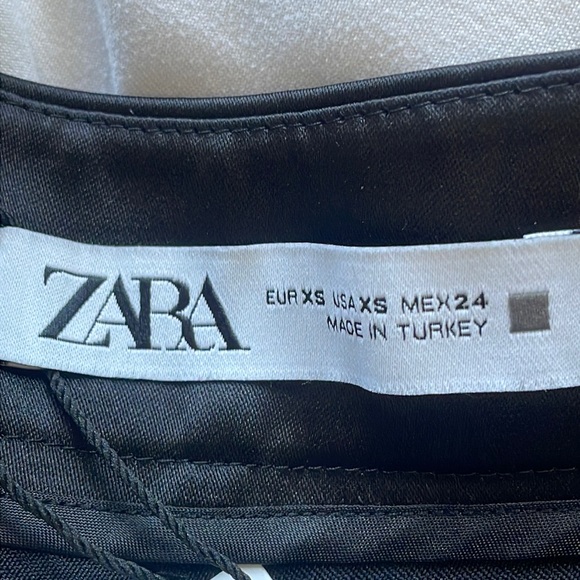 ZARA
EUR XS USA XS MEX 24
MADE IN TURKEY